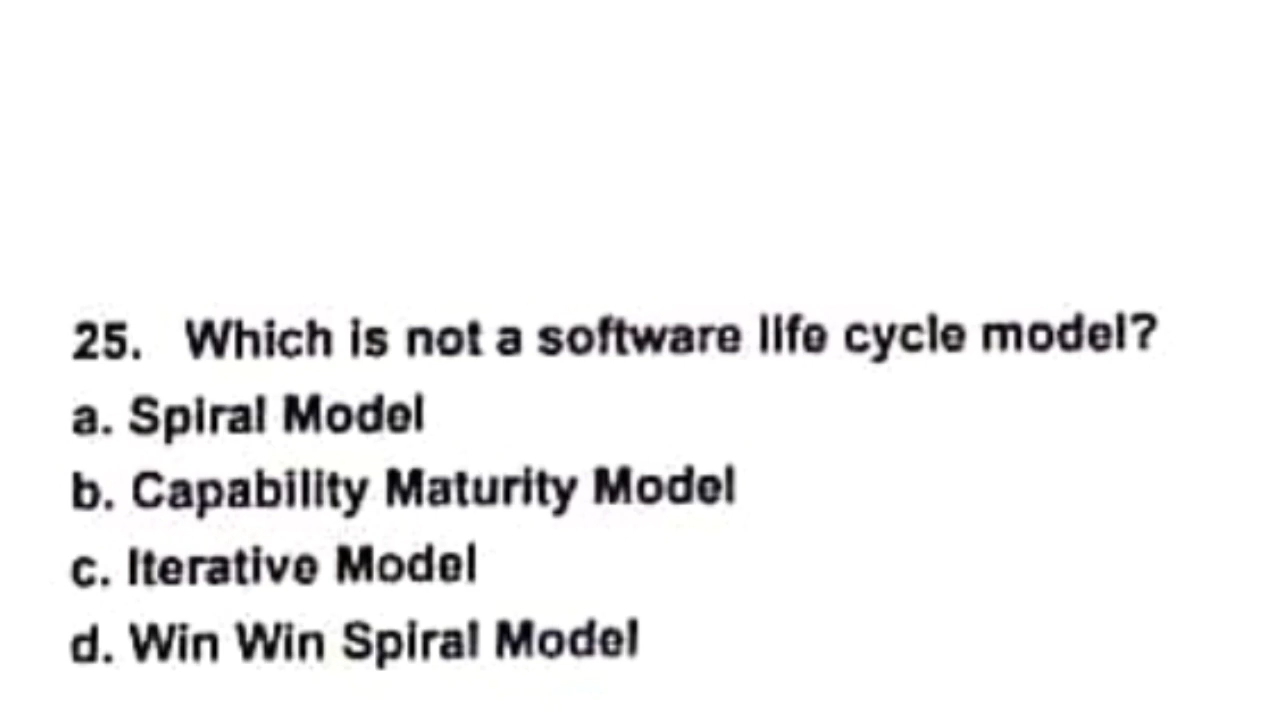 25. Which is not a software life cycle model?
a. Spiral Model
b. Capability Maturity Model
c. Iterative Model
d. Win Win Spiral Model